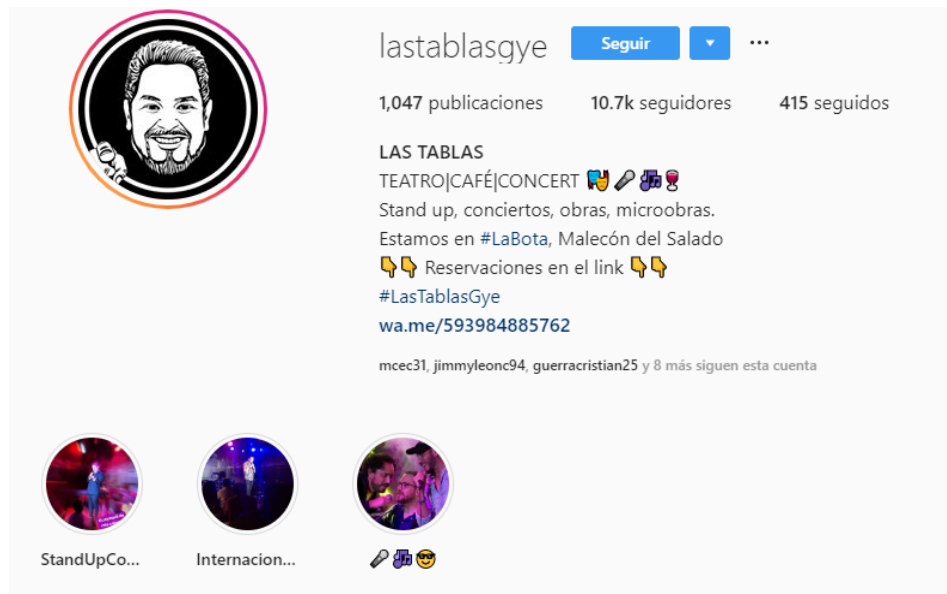 lastablasgye Seguir
1,047 publicaciones 10.7k seguidores 415 seguidos
LAS TABLAS
TEATRO|CAFÉ|CONCERT 🎭🎤🎶🍷
Stand up, conciertos, obras, microobras.
Estamos en #LaBota, Malecón del Salado
👇👇 Reservaciones en el link 👇👇
#LasTablasGye
wa.me/593984885762
mcec31, jimmyleonc94, guerracristian25 y 8 más siguen esta cuenta
StandUpCo... Internacion... 🎤🎶😎